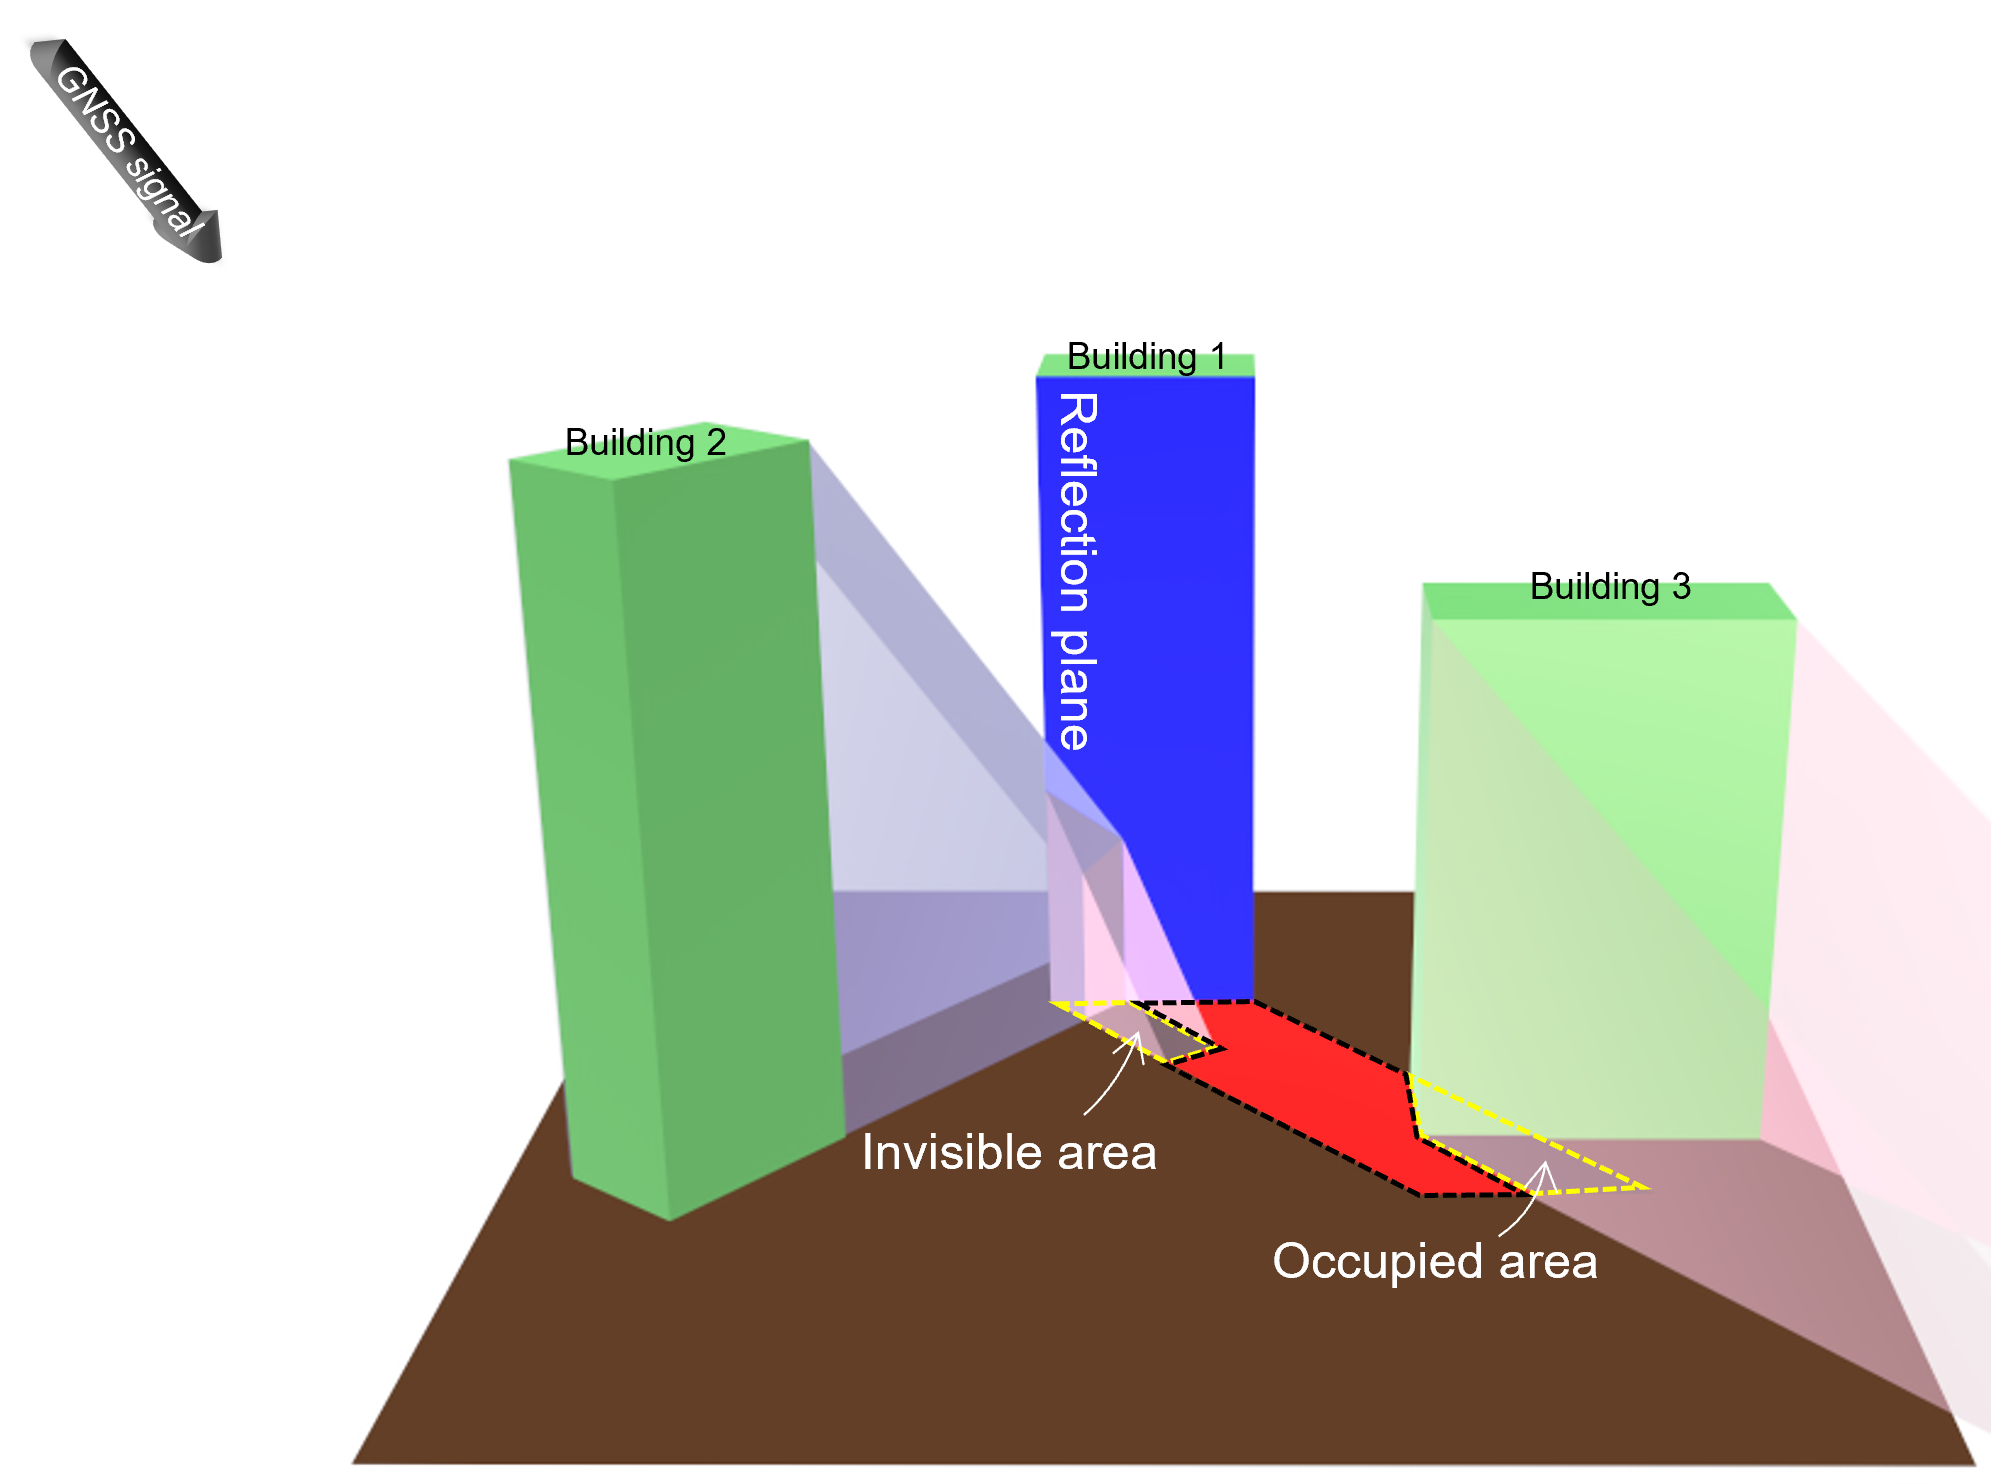 GNSS signal
Building 1
Building 2
Reflection plane
Building 3
Invisible area
Occupied area